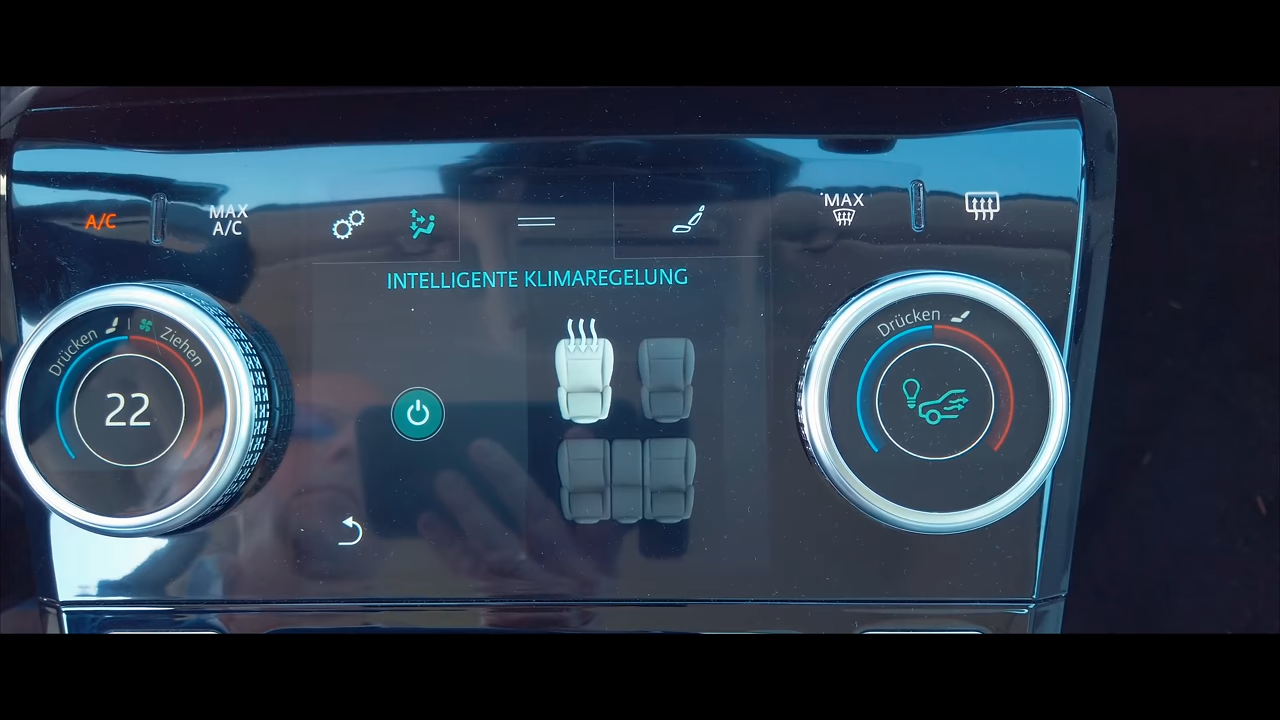 A/C
MAX
A/C
MAX
INTELLIGENTE KLIMAREGELUNG
Drücken
Ziehen
22
Drücken